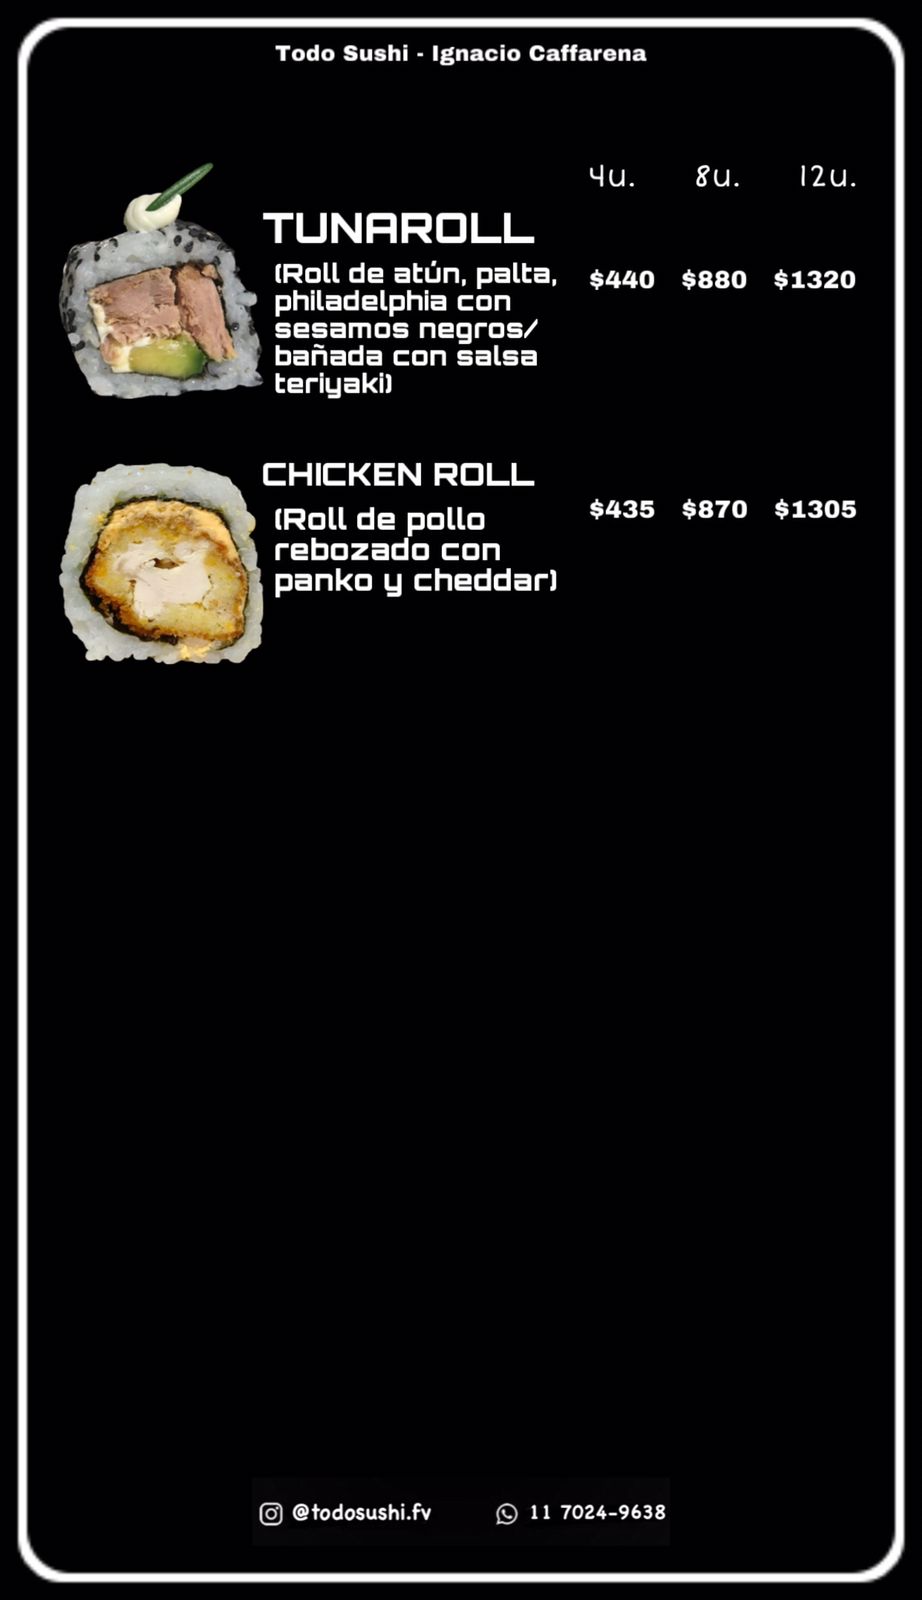 Todo Sushi - Ignacio Caffarena
4u. 8u. 12u.
TUNAROLL
(Roll de atún, palta,
philadelphia con
sesamos negros/
bañada con salsa
teriyaki)
$440 $880 $1320
CHICKEN ROLL
(Roll de pollo
rebozado con
panko y cheddar)
$435 $870 $1305
@todosushi.fv 11 7024-9638